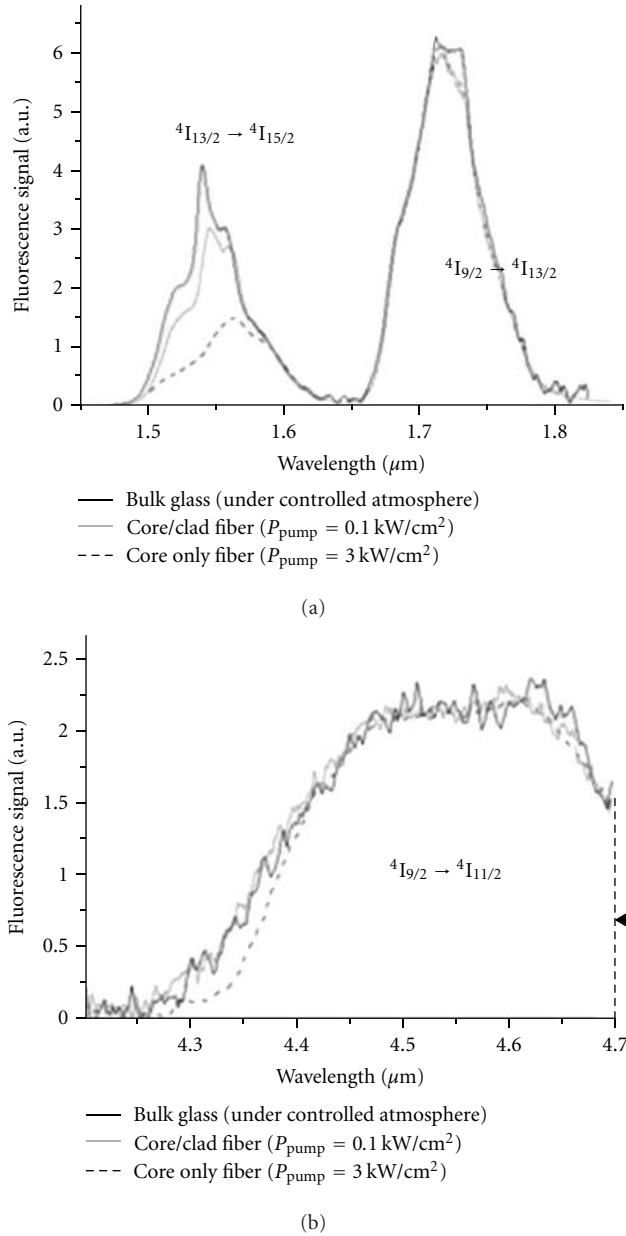 (a)
6
5
4
3
2
1
0
Fluorescence signal (a.u.)
⁴I₁₃/₂ → ⁴I₁₅/₂
⁴I₉/₂ → ⁴I₁₃/₂
1.5 1.6 1.7 1.8
Wavelength (μm)
Bulk glass (under controlled atmosphere)
Core/clad fiber (Ppump = 0.1 kW/cm²)
Core only fiber (Ppump = 3 kW/cm²)
(a)
2.5
2
1.5
1
0.5
0
Fluorescence signal (a.u.)
⁴I₉/₂ → ⁴I₁₁/₂
4.3 4.4 4.5 4.6 4.7
Wavelength (μm)
Bulk glass (under controlled atmosphere)
Core/clad fiber (Ppump = 0.1 kW/cm²)
Core only fiber (Ppump = 3 kW/cm²)
(b)